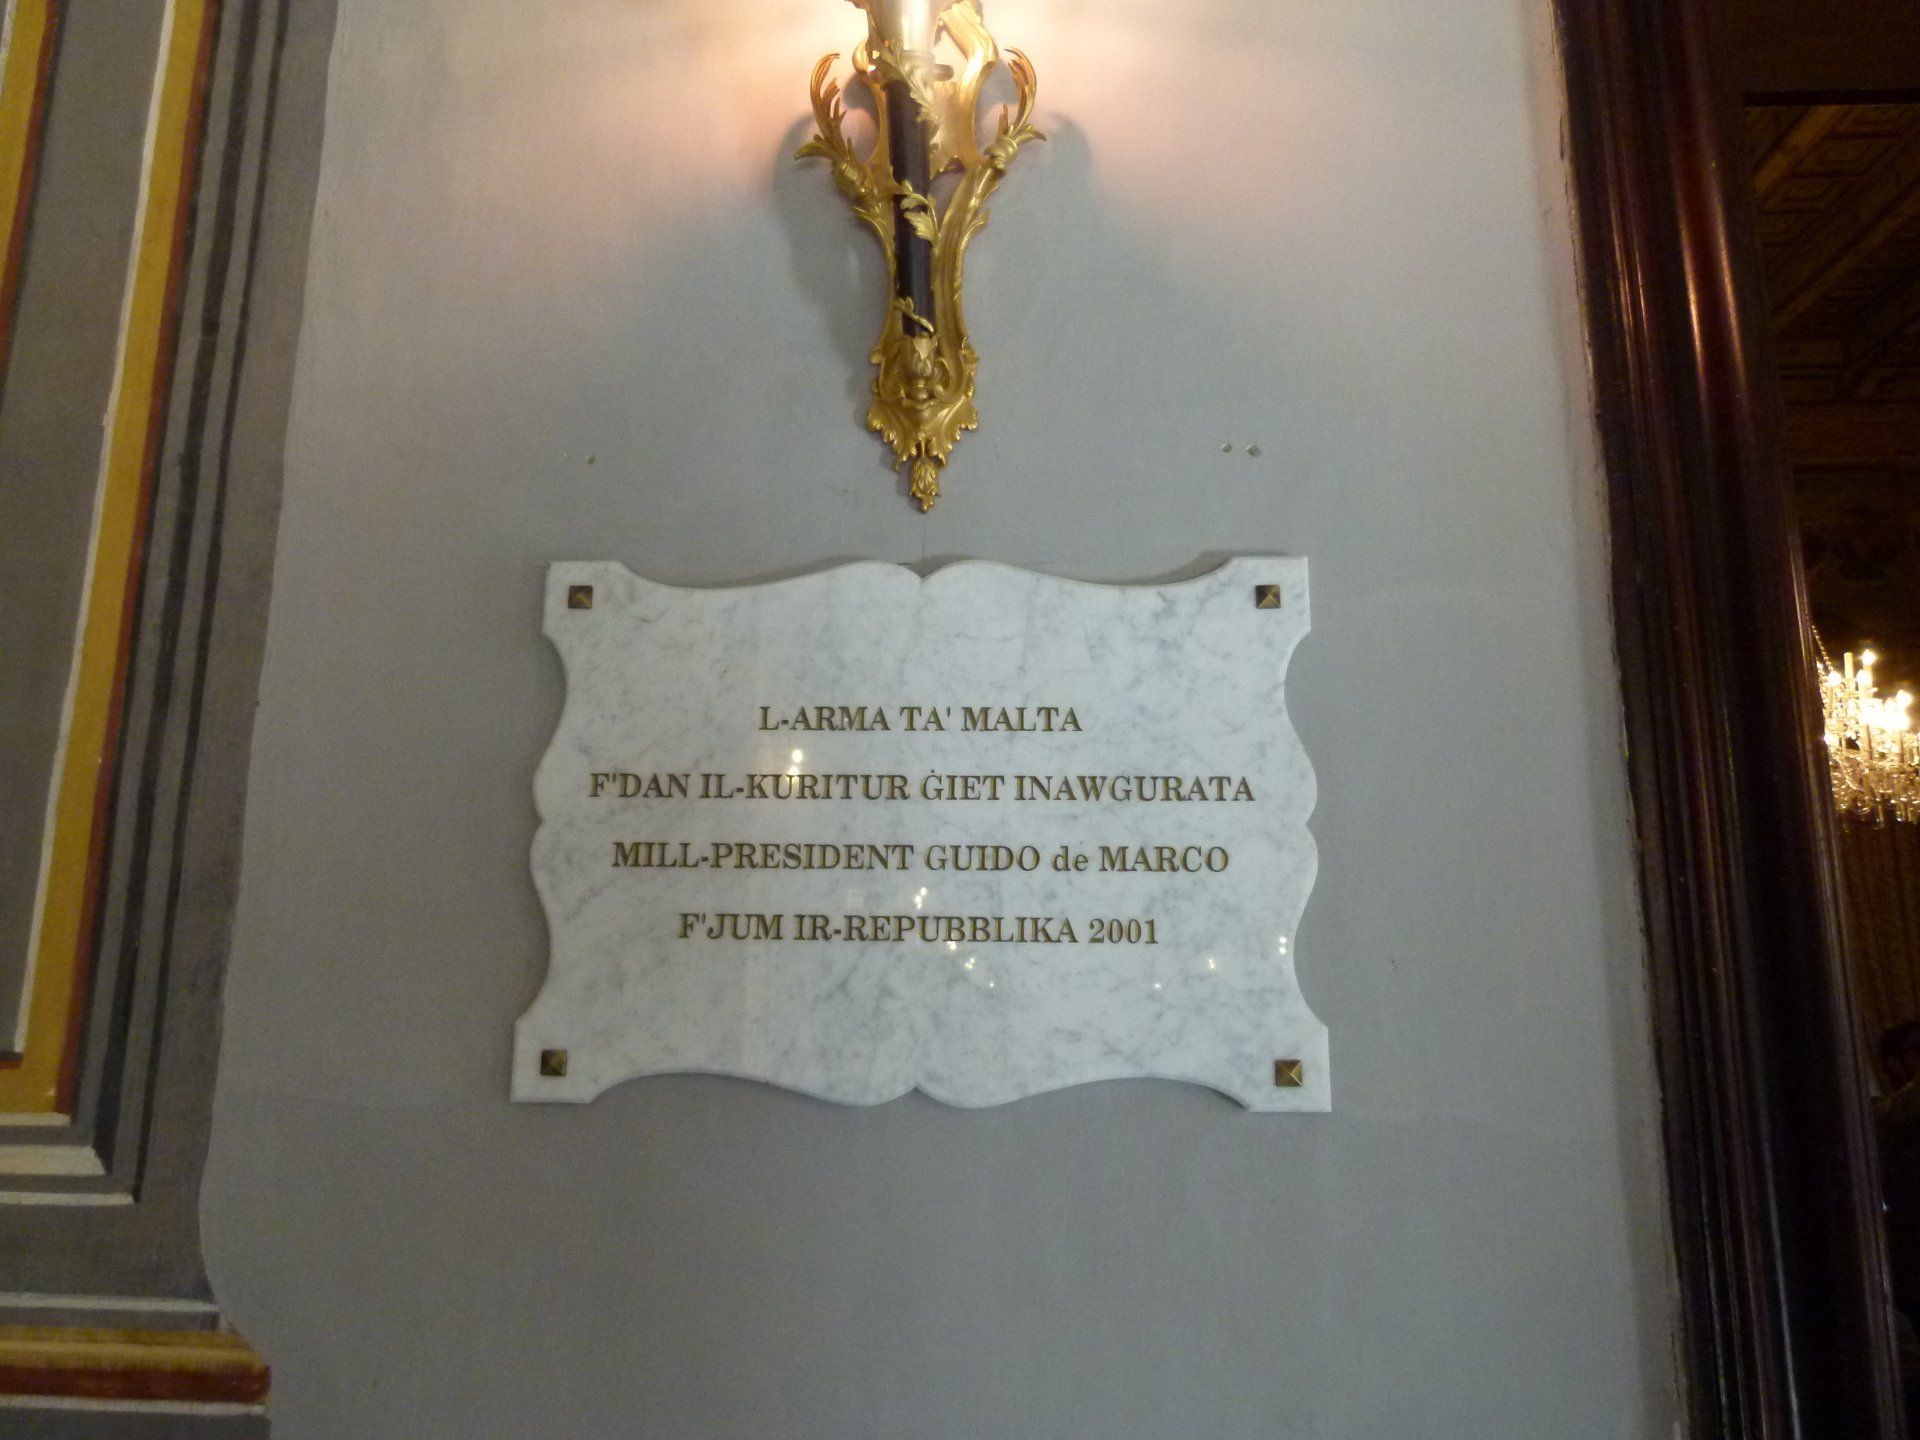 L-ARMA TA' MALTA
F'DAN IL-KURITUR ĠIET INAWGURATA
MILL-PRESIDENT GUIDO de MARCO
F'JUM IR-REPUBBLIKA 2001